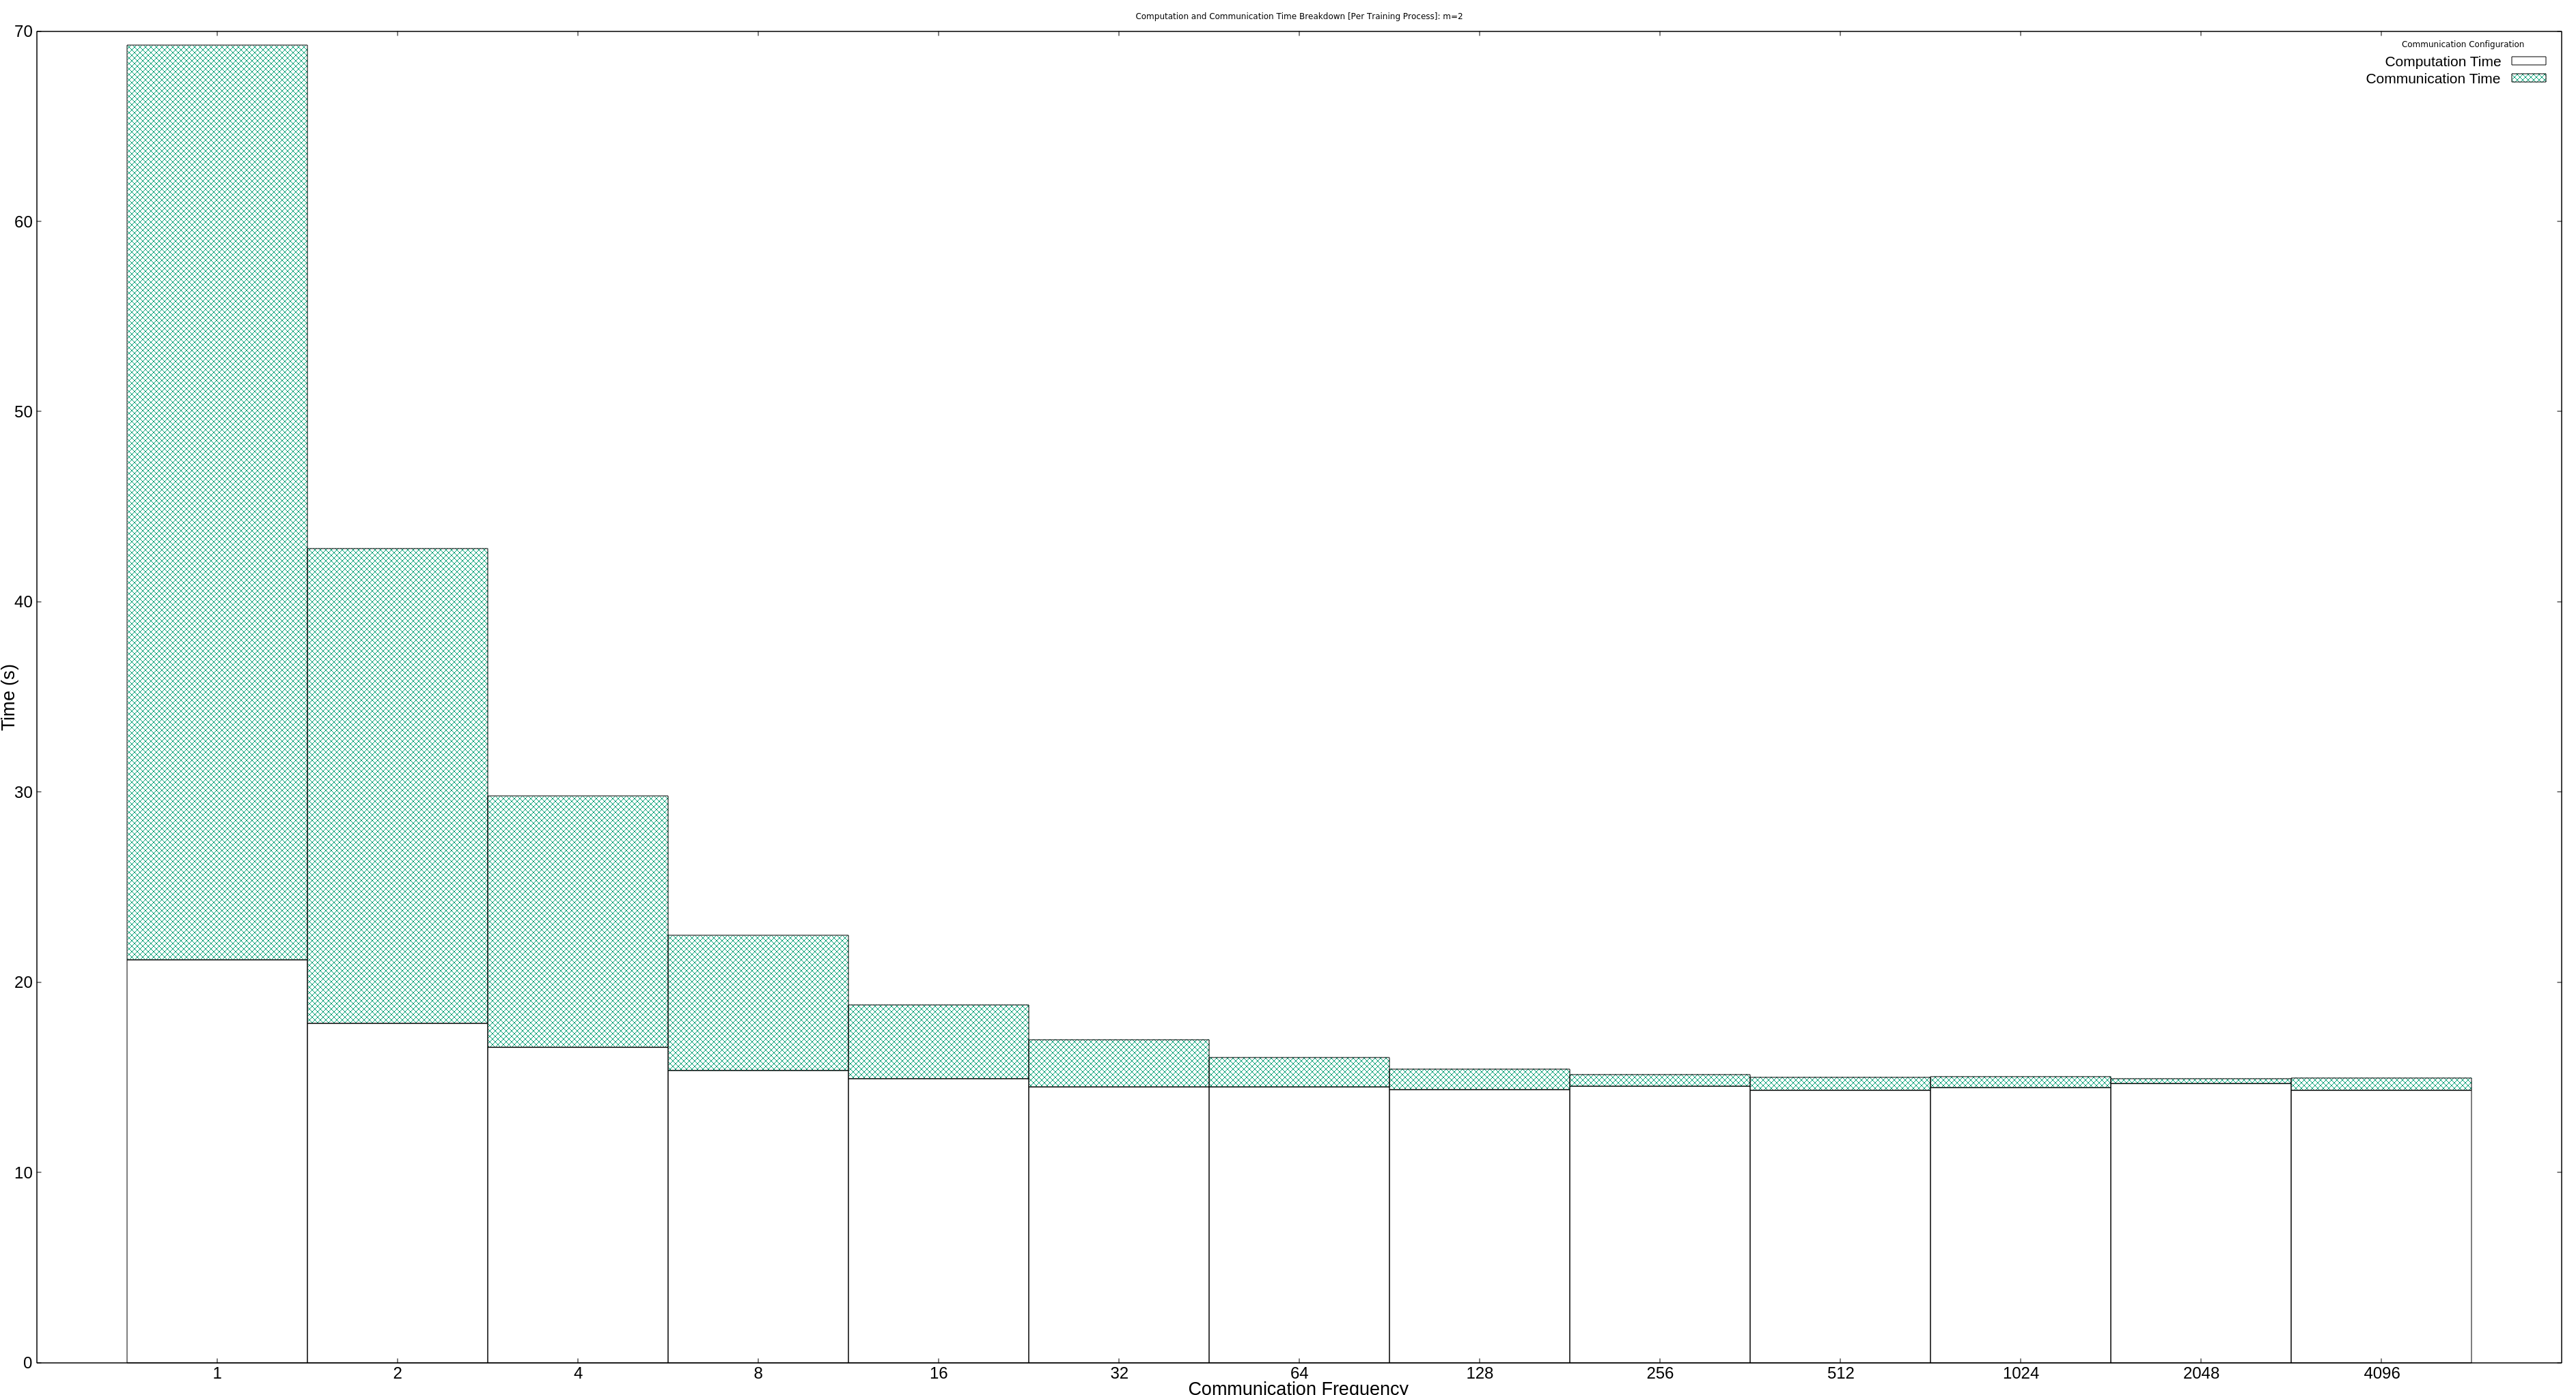 Computation and Communication Time Breakdown [Per Training Process]: m=2
Communication Configuration
Computation Time
Communication Time
70
60
50
40
30
20
10
0
Time (s)
1 2 4 8 16 32 64 128 256 512 1024 2048 4096
Communication Frequency